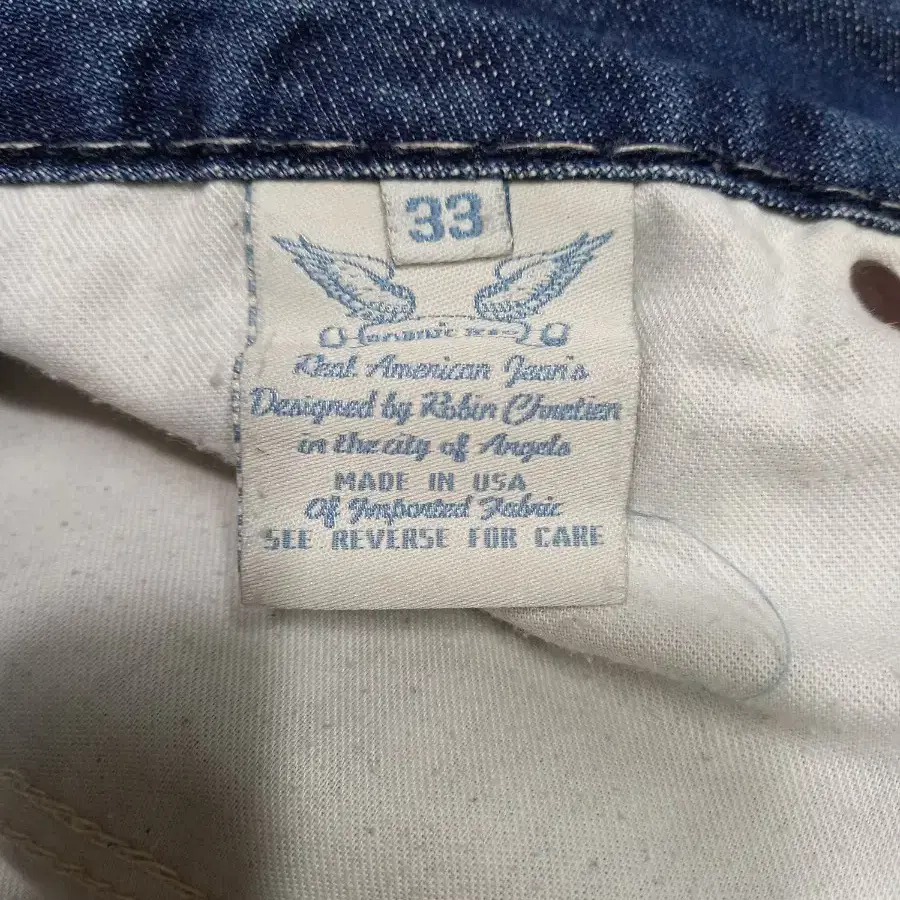 33
Real American Jean's
Designed by Robin Chretien
in the city of Angels
MADE IN USA
Of Imported Fabric
SEE REVERSE FOR CARE